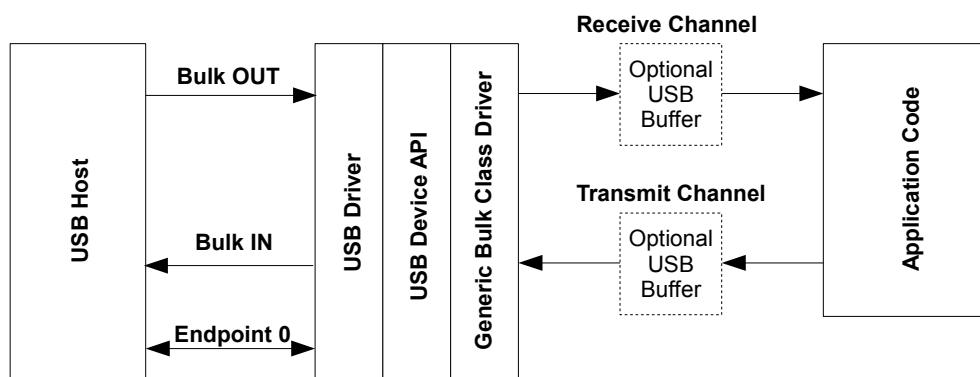 Receive Channel
Bulk OUT
Optional
USB
Buffer
USB Host
USB Driver
USB Device API
Generic Bulk Class Driver
Application Code
Transmit Channel
Bulk IN
Optional
USB
Buffer
Endpoint 0